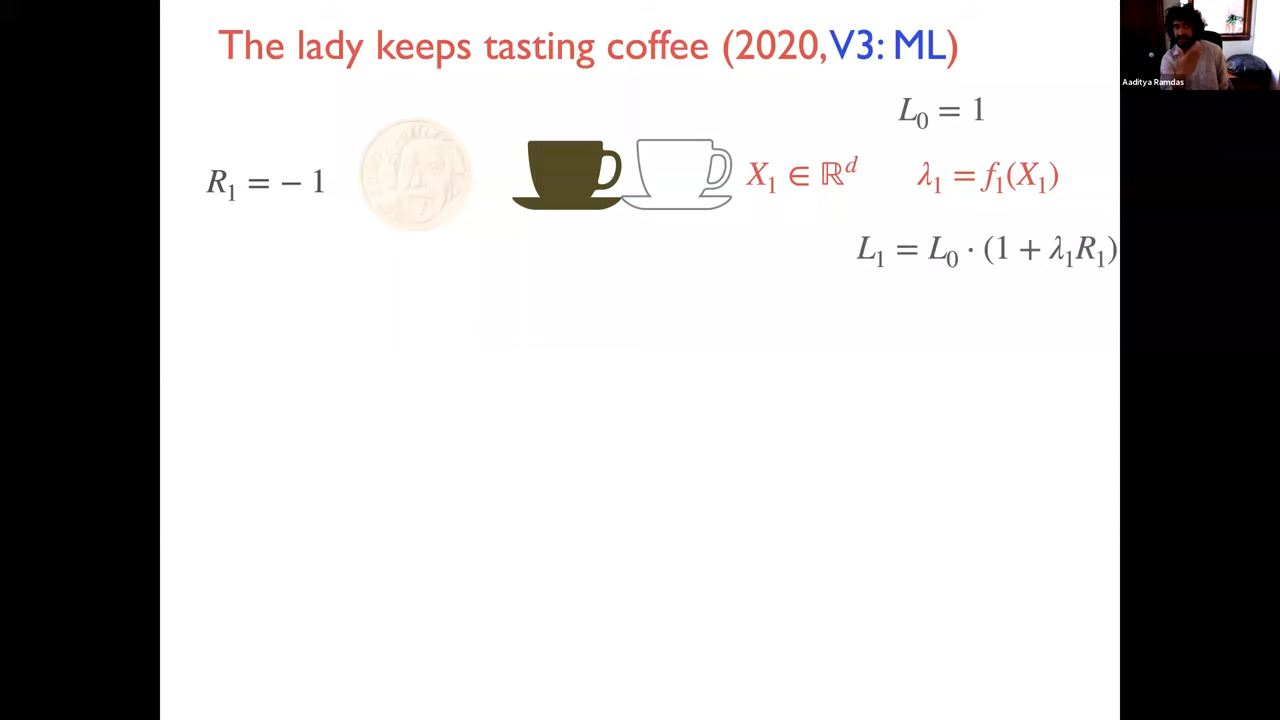 The lady keeps tasting coffee (2020, V3: ML)
Aaditya Ramdas
L₀ = 1
R₁ = − 1
X₁ ∈ ℝᵈ
λ₁ = f₁(X₁)
L₁ = L₀ · (1 + λ₁R₁)